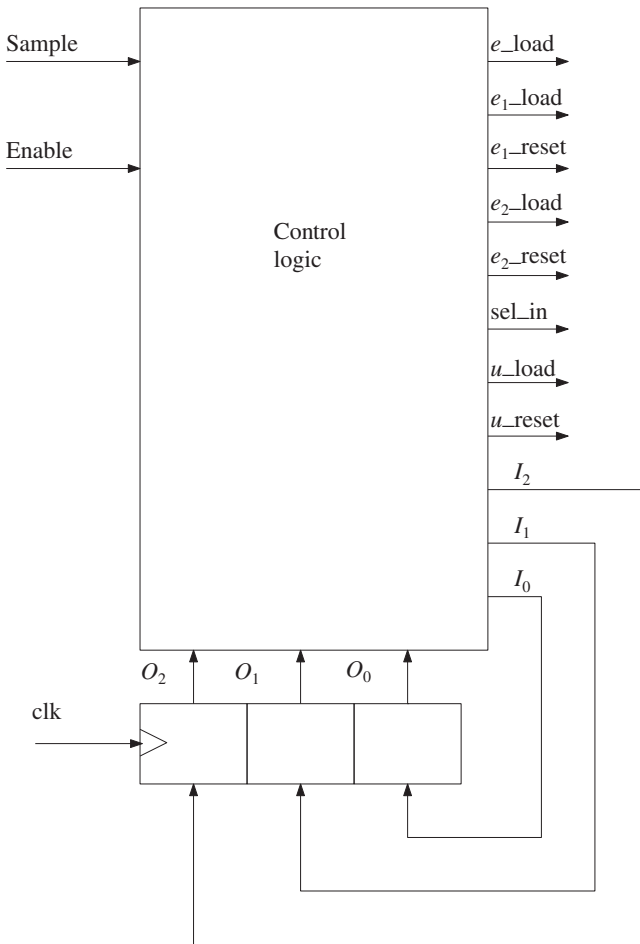 Sample
Enable
Control
logic
e_load
e₁_load
e₁_reset
e₂_load
e₂_reset
sel_in
u_load
u_reset
I₂
I₁
I₀
O₂
O₁
O₀
clk